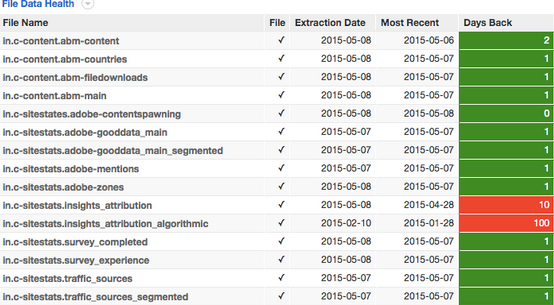 File Data Health
File Name File Extraction Date Most Recent Days Back
in.c-content.abm-content ✓ 2015-05-08 2015-05-06 2
in.c-content.abm-countries ✓ 2015-05-08 2015-05-07 1
in.c-content.abm-filedownloads ✓ 2015-05-08 2015-05-07 1
in.c-content.abm-main ✓ 2015-05-08 2015-05-07 1
in.c-sitestates.adobe-contentspawning ✓ 2015-05-08 2015-05-08 0
in.c-sitestats.adobe-gooddata_main ✓ 2015-05-07 2015-05-07 1
in.c-sitestats.adobe-gooddata_main_segmented ✓ 2015-05-07 2015-05-07 1
in.c-sitestats.adobe-mentions ✓ 2015-05-07 2015-05-07 1
in.c-sitestats.adobe-zones ✓ 2015-05-08 2015-05-07 1
in.c-sitestats.insights_attribution ✓ 2015-05-08 2015-04-28 10
in.c-sitestats.insights_attribution_algorithmic ✓ 2015-02-10 2015-01-28 100
in.c-sitestats.survey_completed ✓ 2015-05-08 2015-05-07 1
in.c-sitestats.survey_experience ✓ 2015-05-08 2015-05-07 1
in.c-sitestats.traffic_sources ✓ 2015-05-07 2015-05-07 1
in.c-sitestats.traffic_sources_segmented ✓ 2015-05-07 2015-05-07 1